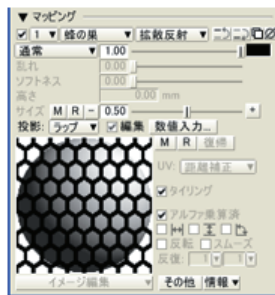 ▼ マッピング
1 ▼ 蜂の巣 ▼ 拡散反射 ▼
通常 ▼ 1.00
乱れ 0.00
ソフトネス 0.00
高さ 0.00 mm
サイズ M R - 0.50 +
投影: ラップ ▼ 編集 数値入力...
M R 復帰
UV: 距離補正 ▼
タイリング
アルファ乗算済
反転 スムーズ
反復: 1 1
イメージ編集 ▼ その他 情報 ▼